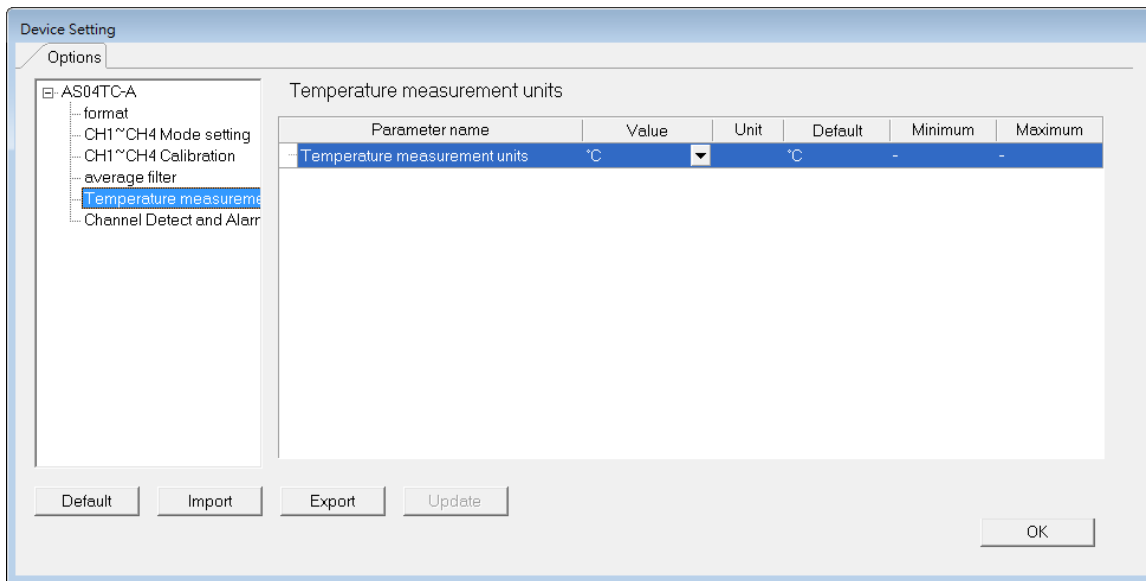 Device Setting
Options
AS04TC-A
format
CH1~CH4 Mode setting
CH1~CH4 Calibration
average filter
Temperature measureme
Channel Detect and Alarr
Temperature measurement units
Parameter name Value Unit Default Minimum Maximum
Temperature measurement units °C °C - -
Default Import Export Update
OK